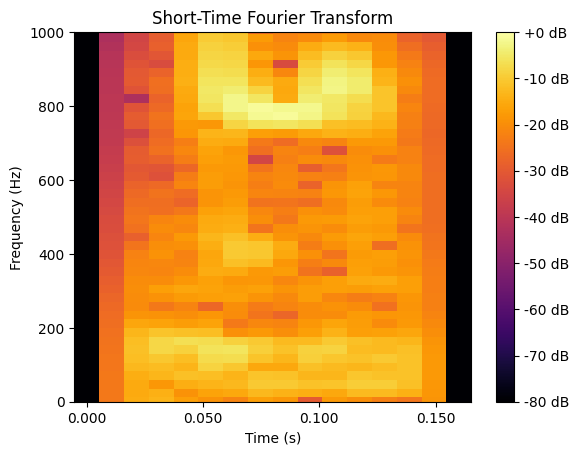 Short-Time Fourier Transform
Frequency (Hz)
1000
800
600
400
200
0
0.000
0.050
0.100
0.150
Time (s)
+0 dB
-10 dB
-20 dB
-30 dB
-40 dB
-50 dB
-60 dB
-70 dB
-80 dB